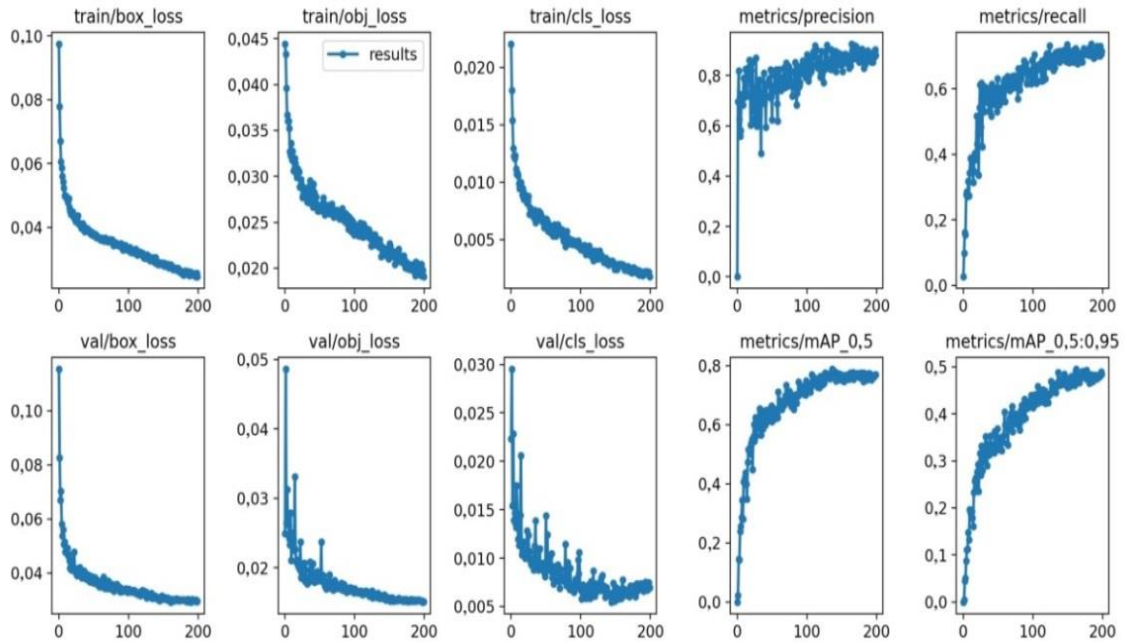 train/box_loss
0,10
0,08
0,06
0,04
0 100 200
train/obj_loss
results
0,045
0,040
0,035
0,030
0,025
0,020
0 100 200
train/cls_loss
0,020
0,015
0,010
0,005
0 100 200
metrics/precision
0,8
0,6
0,4
0,2
0,0
0 100 200
metrics/recall
0,6
0,4
0,2
0,0
0 100 200
val/box_loss
0,10
0,08
0,06
0,04
0 100 200
val/obj_loss
0,05
0,04
0,03
0,02
0 100 200
val/cls_loss
0,030
0,025
0,020
0,015
0,010
0,005
0 100 200
metrics/mAP_0,5
0,8
0,6
0,4
0,2
0,0
0 100 200
metrics/mAP_0,5:0,95
0,5
0,4
0,3
0,2
0,1
0,0
0 100 200